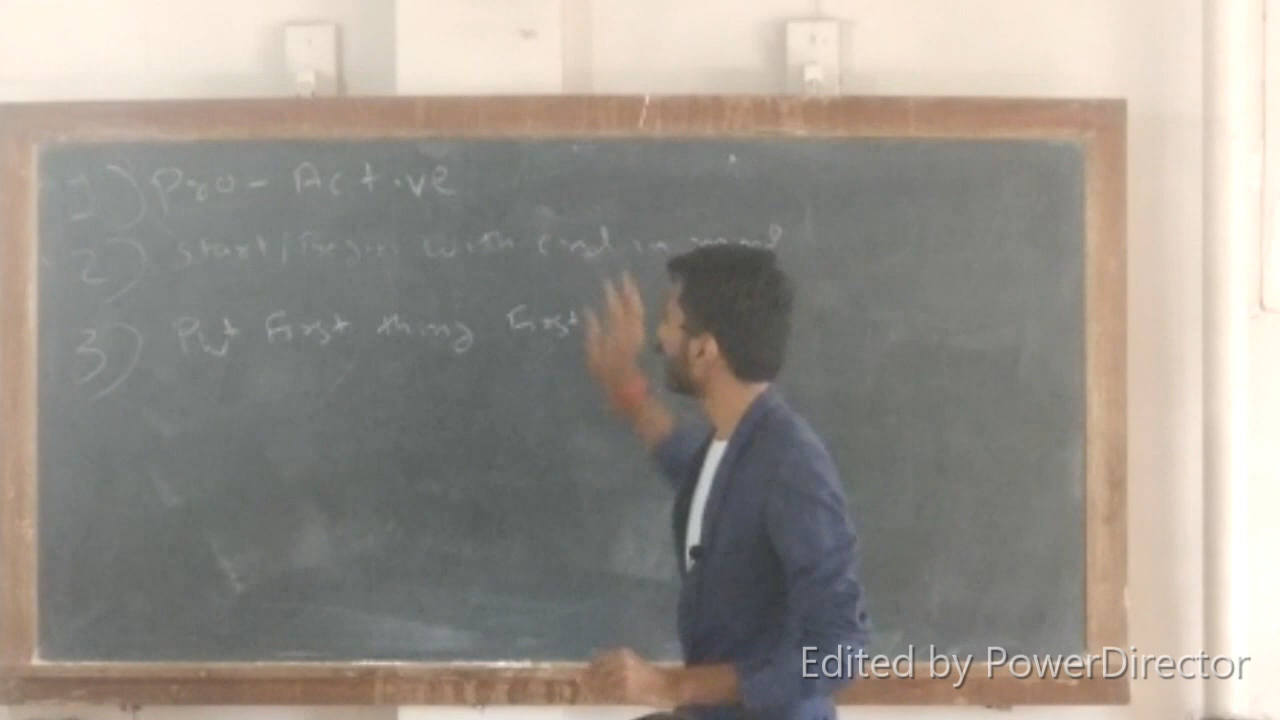 1) Pro-Active
2) Start/Begin with End in mind
3) Put First thing First
Edited by PowerDirector